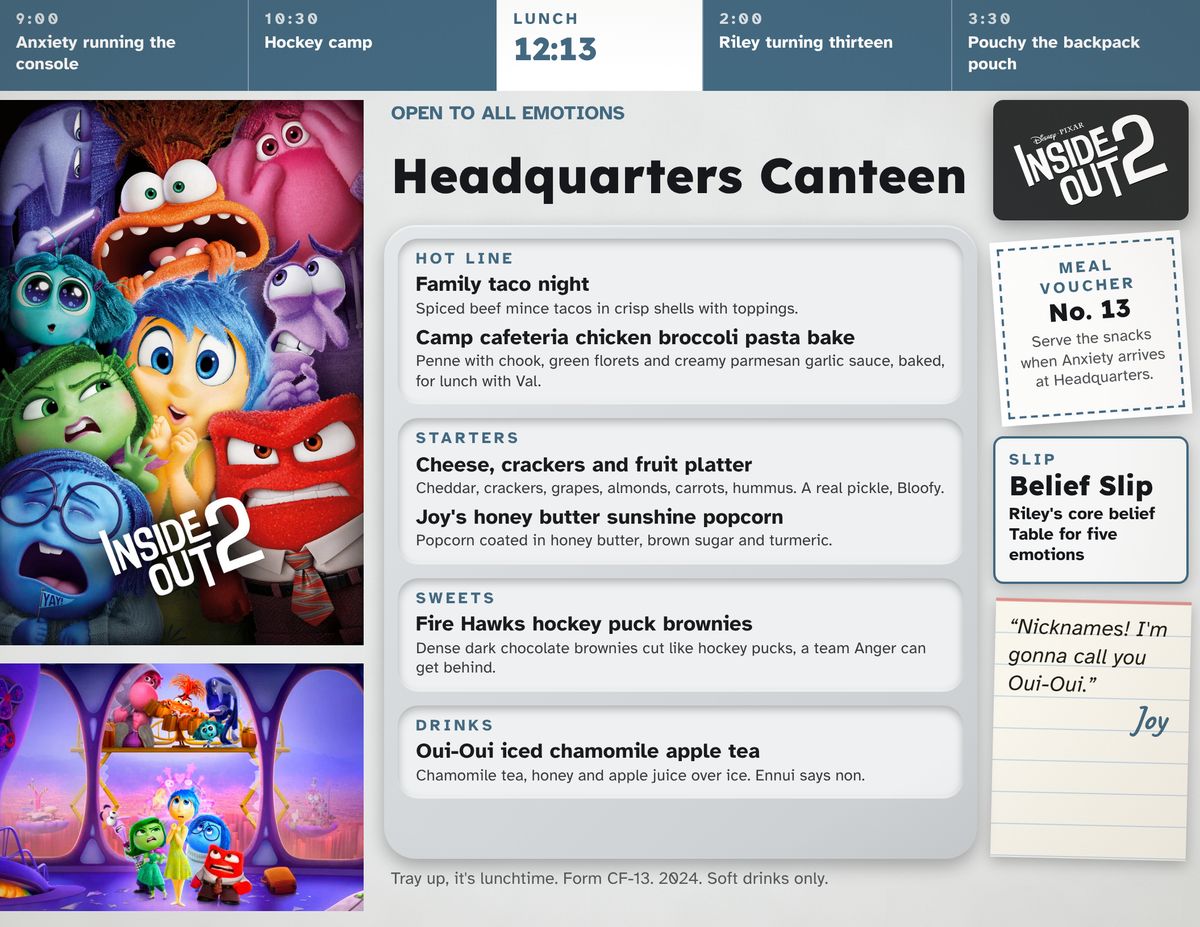 9:00
Anxiety running the
console
10:30
Hockey camp
LUNCH
12:13
2:00
Riley turning thirteen
3:30
Pouchy the backpack
pouch
YAY!
INSIDE
OUT 2
OPEN TO ALL EMOTIONS
Headquarters Canteen
HOT LINE
Family taco night
Spiced beef mince tacos in crisp shells with toppings.
Camp cafeteria chicken broccoli pasta bake
Penne with chook, green florets and creamy parmesan garlic sauce, baked,
for lunch with Val.
STARTERS
Cheese, crackers and fruit platter
Cheddar, crackers, grapes, almonds, carrots, hummus. A real pickle, Bloofy.
Joy's honey butter sunshine popcorn
Popcorn coated in honey butter, brown sugar and turmeric.
SWEETS
Fire Hawks hockey puck brownies
Dense dark chocolate brownies cut like hockey pucks, a team Anger can
get behind.
DRINKS
Oui-Oui iced chamomile apple tea
Chamomile tea, honey and apple juice over ice. Ennui says non.
Tray up, it's lunchtime. Form CF-13. 2024. Soft drinks only.
Disney · PIXAR
INSIDE
OUT 2
MEAL
VOUCHER
No. 13
Serve the snacks
when Anxiety arrives
at Headquarters.
SLIP
Belief Slip
Riley's core belief
Table for five
emotions
“Nicknames! I'm
gonna call you
Oui-Oui.”
Joy